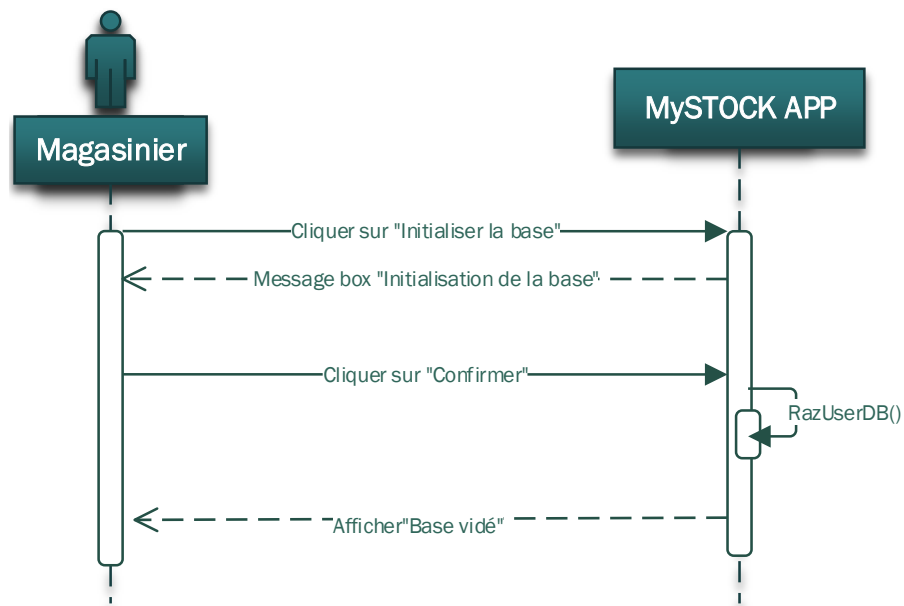 MySTOCK APP
Magasinier
Cliquer sur "Initialiser la base"
Message box "Initialisation de la base"
Cliquer sur "Confirmer"
RazUserDB()
Afficher"Base vidé"